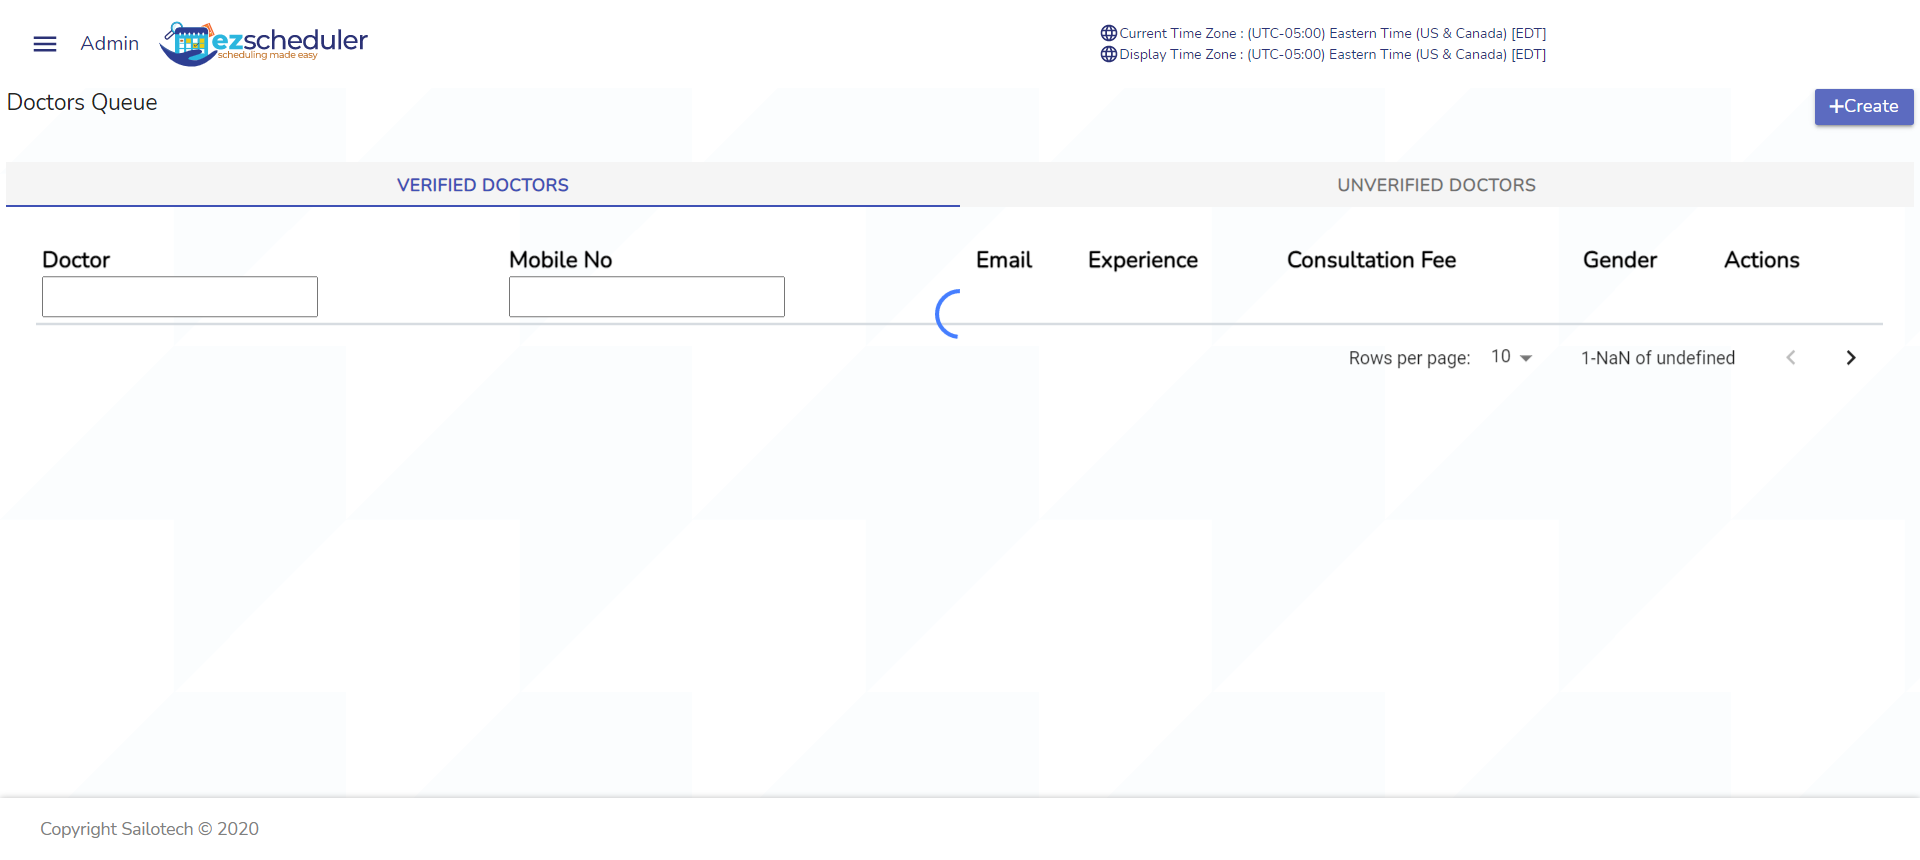 Admin
ezscheduler
scheduling made easy
Current Time Zone : (UTC-05:00) Eastern Time (US & Canada) [EDT]
Display Time Zone : (UTC-05:00) Eastern Time (US & Canada) [EDT]
Doctors Queue
+Create
VERIFIED DOCTORS
UNVERIFIED DOCTORS
Doctor Mobile No Email Experience Consultation Fee Gender Actions
Rows per page: 10 1-NaN of undefined
Copyright Sailotech © 2020